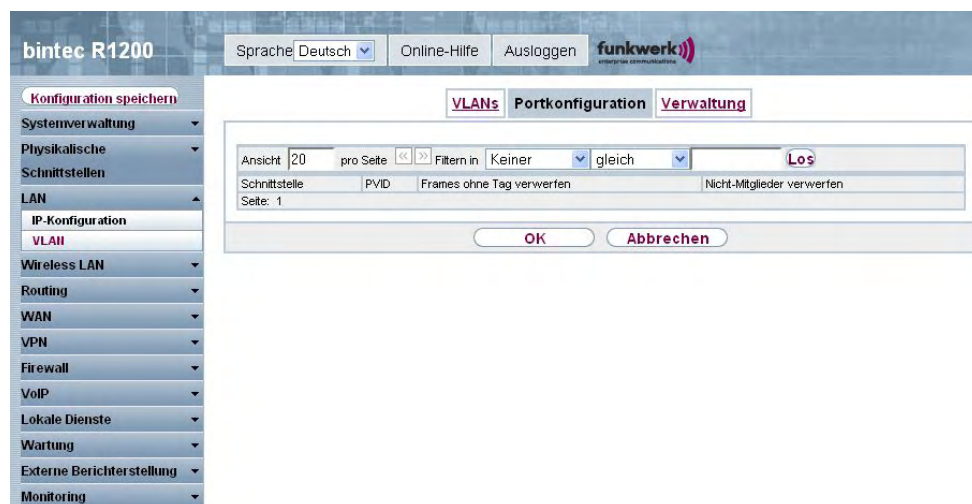 bintec R1200
Sprache Deutsch Online-Hilfe Ausloggen funkwerk
enterprise communications
Konfiguration speichern
Systemverwaltung
Physikalische
Schnittstellen
LAN
IP-Konfiguration
VLAN
Wireless LAN
Routing
WAN
VPN
Firewall
VoIP
Lokale Dienste
Wartung
Externe Berichterstellung
Monitoring
VLANs Portkonfiguration Verwaltung
Ansicht 20 pro Seite << >> Filtern in Keiner gleich Los
Schnittstelle PVID Frames ohne Tag verwerfen Nicht-Mitglieder verwerfen
Seite: 1
OK Abbrechen